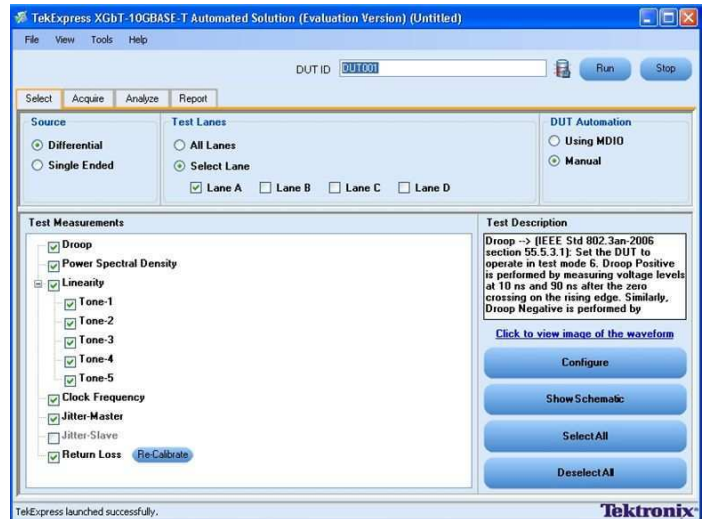 TekExpress XGbT-10GBASE-T Automated Solution (Evaluation Version) (Untitled)
File View Tools Help
DUT ID DUT001 Run Stop
Select Acquire Analyze Report
Source
Differential
Single Ended
Test Lanes
All Lanes
Select Lane
Lane A Lane B Lane C Lane D
DUT Automation
Using MDIO
Manual
Test Measurements
Droop
Power Spectral Density
Linearity
Tone-1
Tone-2
Tone-3
Tone-4
Tone-5
Clock Frequency
Jitter-Master
Jitter-Slave
Return Loss Re-Calibrate
Test Description
Droop --> (IEEE Std 802.3an-2006
section 55.5.3.1): Set the DUT to
operate in test mode 6. Droop Positive
is performed by measuring voltage levels
at 10 ns and 90 ns after the zero
crossing on the rising edge. Similarly,
Droop Negative is performed by
Click to view image of the waveform
Configure
Show Schematic
Select All
Deselect All
TekExpress launched successfully.
Tektronix